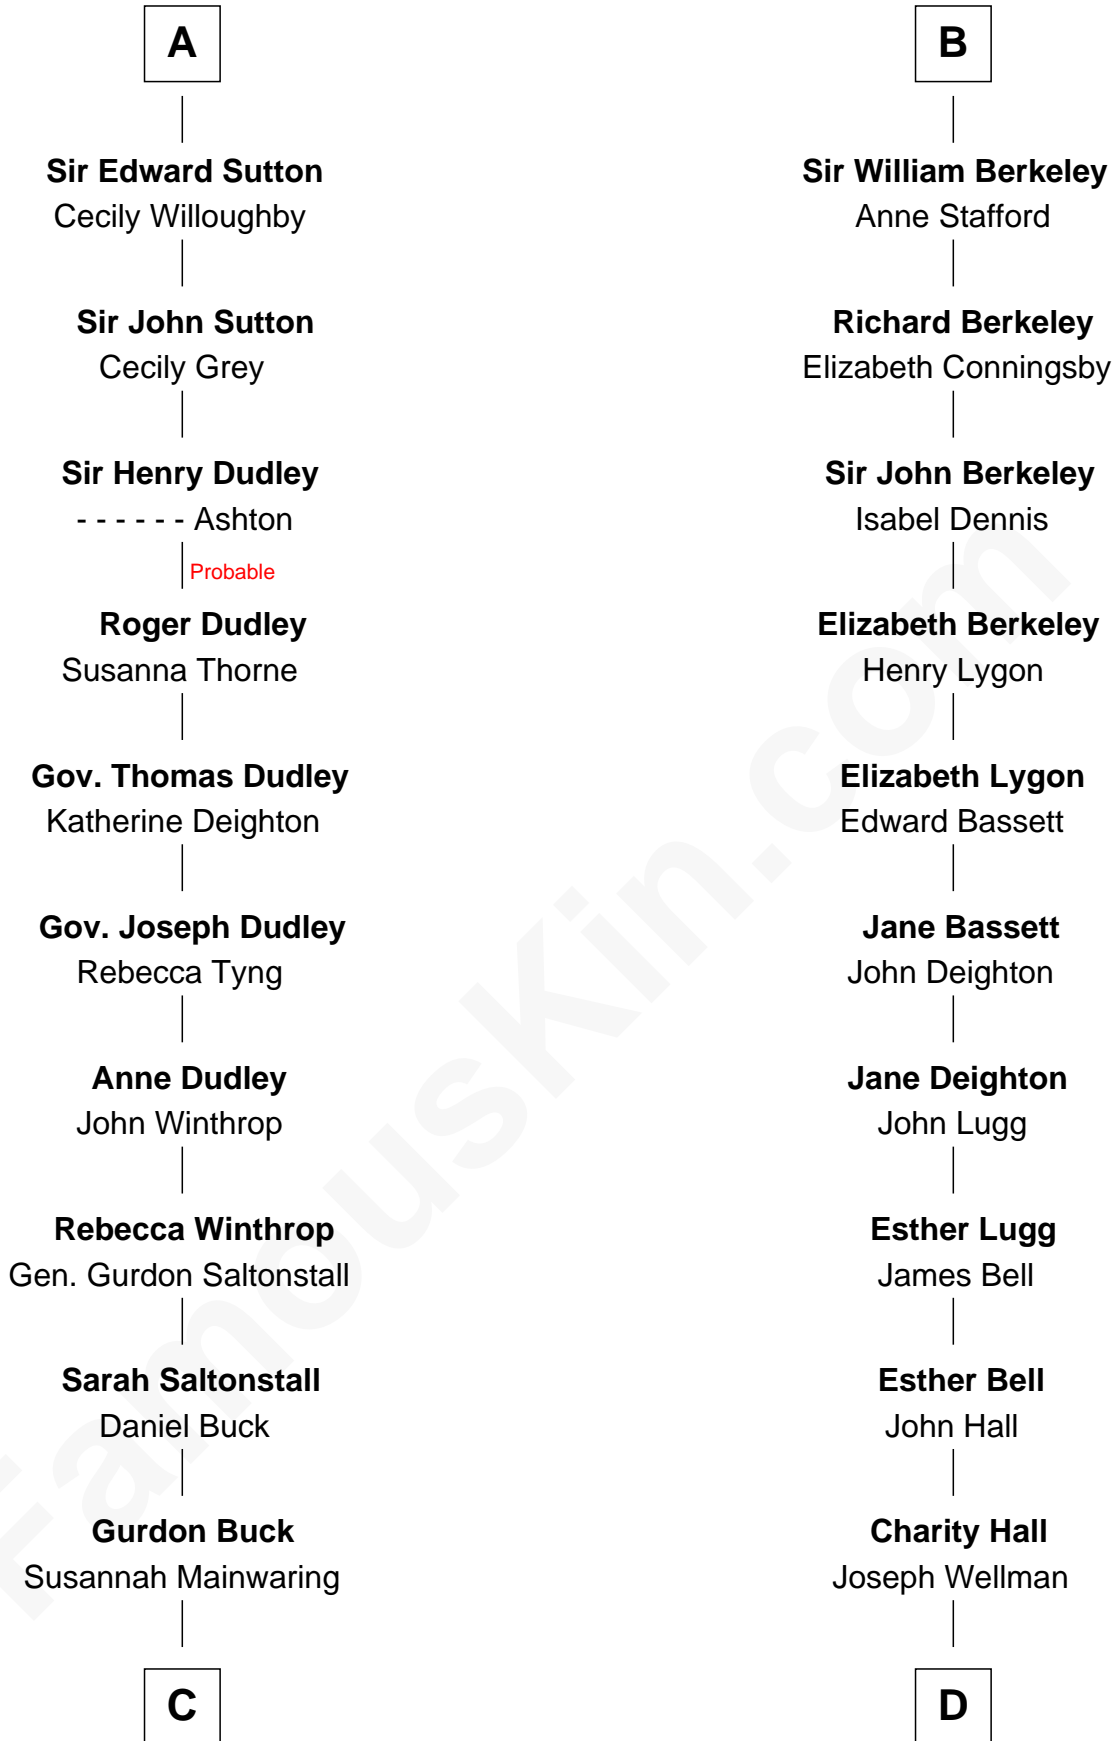 A
Sir Edward Sutton
Cecily Willoughby
Sir John Sutton
Cecily Grey
Sir Henry Dudley
- - - - - - Ashton
Probable
Roger Dudley
Susanna Thorne
Gov. Thomas Dudley
Katherine Deighton
Gov. Joseph Dudley
Rebecca Tyng
Anne Dudley
John Winthrop
Rebecca Winthrop
Gen. Gurdon Saltonstall
Sarah Saltonstall
Daniel Buck
Gurdon Buck
Susannah Mainwaring
C
B
Sir William Berkeley
Anne Stafford
Richard Berkeley
Elizabeth Conningsby
Sir John Berkeley
Isabel Dennis
Elizabeth Berkeley
Henry Lygon
Elizabeth Lygon
Edward Bassett
Jane Bassett
John Deighton
Jane Deighton
John Lugg
Esther Lugg
James Bell
Esther Bell
John Hall
Charity Hall
Joseph Wellman
D
FamousKin.com